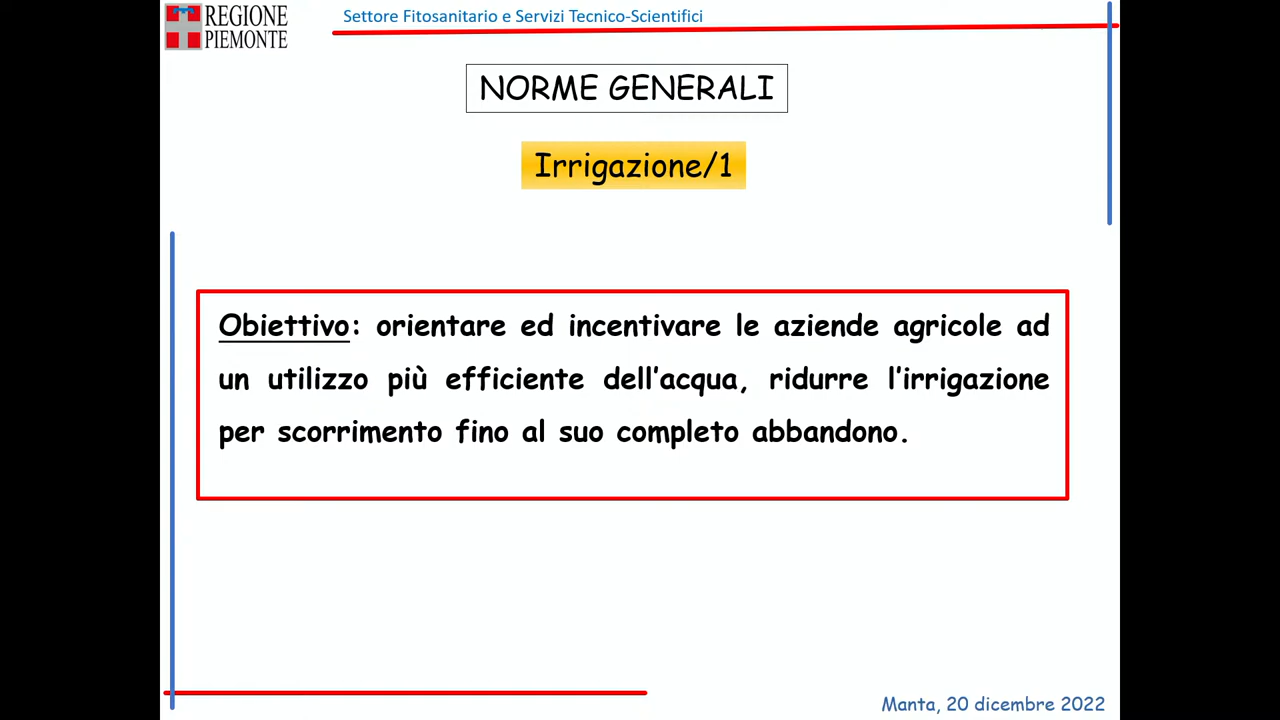 REGIONE
PIEMONTE
Settore Fitosanitario e Servizi Tecnico-Scientifici
NORME GENERALI
Irrigazione/1
Obiettivo: orientare ed incentivare le aziende agricole ad
un utilizzo più efficiente dell'acqua, ridurre l'irrigazione
per scorrimento fino al suo completo abbandono.
Manta, 20 dicembre 2022